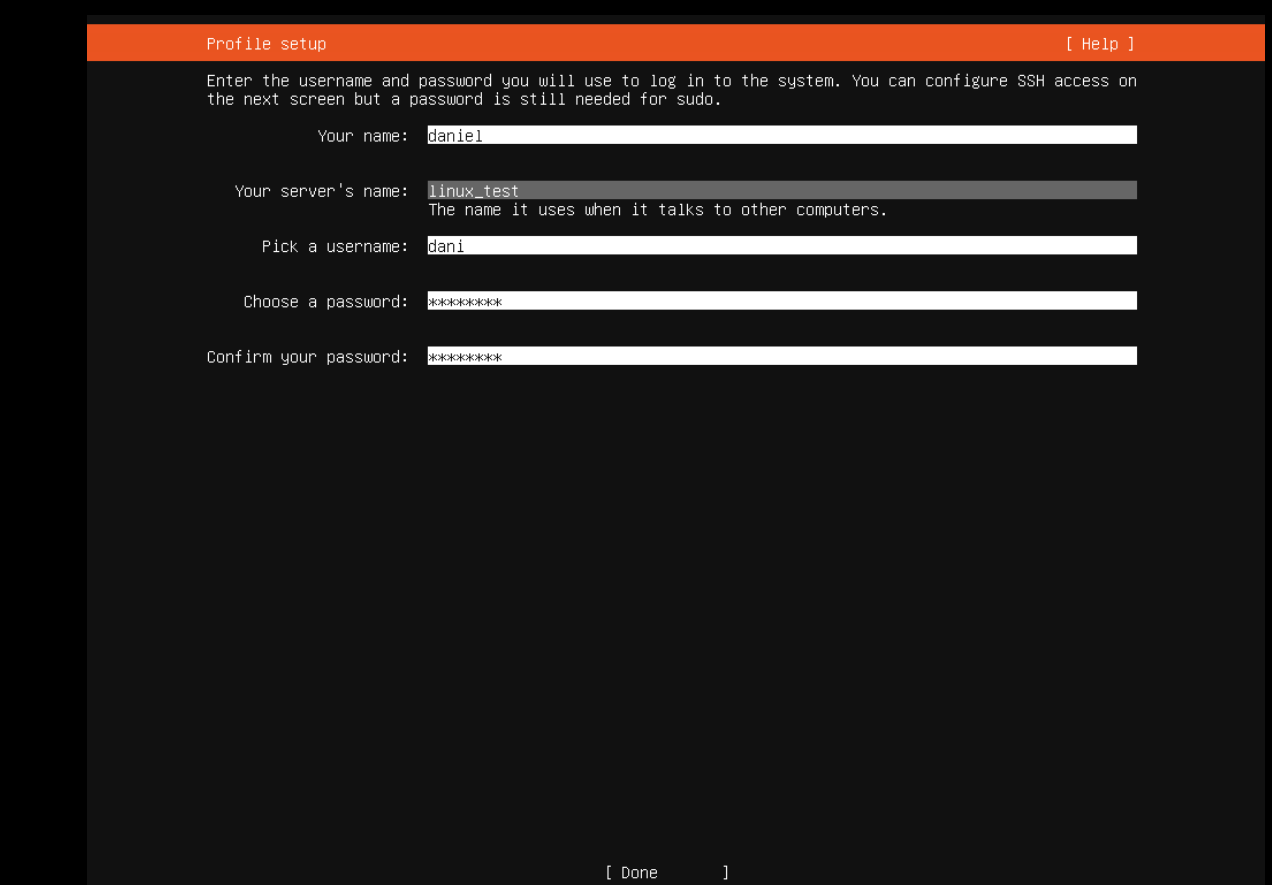 Profile setup [ Help ]
Enter the username and password you will use to log in to the system. You can configure SSH access on
the next screen but a password is still needed for sudo.
Your name: daniel
Your server's name: linux_test
The name it uses when it talks to other computers.
Pick a username: dani
Choose a password: ********
Confirm your password: ********
[ Done ]